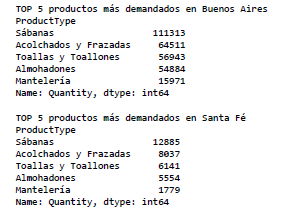 TOP 5 productos más demandados en Buenos Aires
ProductType
Sábanas 111313
Acolchados y Frazadas 64511
Toallas y Toallones 56943
Almohadones 54884
Mantelería 15971
Name: Quantity, dtype: int64
TOP 5 productos más demandados en Santa Fé
ProductType
Sábanas 12885
Acolchados y Frazadas 8037
Toallas y Toallones 6141
Almohadones 5554
Mantelería 1779
Name: Quantity, dtype: int64